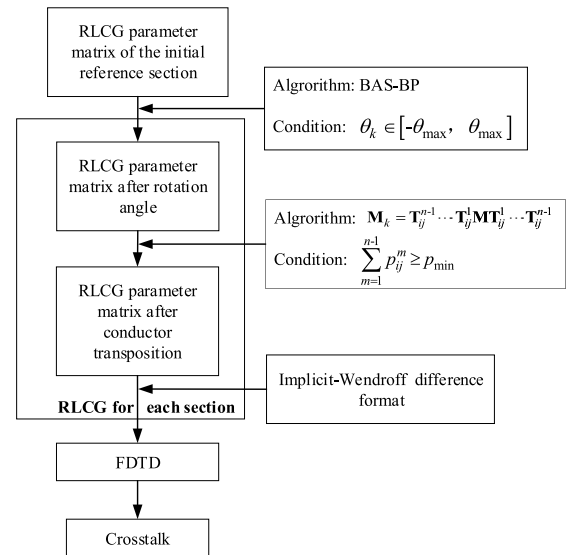 RLCG parameter
matrix of the initial
reference section
Algrorithm: BAS-BP
Condition: θ_k ∈ [-θ_max, θ_max]
RLCG parameter
matrix after rotation
angle
Algorithm: M_k = T_ij^{n-1} ··· T_ij^1 M T_ij^1 ··· T_ij^{n-1}
Condition: ∑_{m=1}^{n-1} p_ij^m ≥ p_min
RLCG parameter
matrix after
conductor
transposition
Implicit-Wendroff difference
format
RLCG for each section
FDTD
Crosstalk